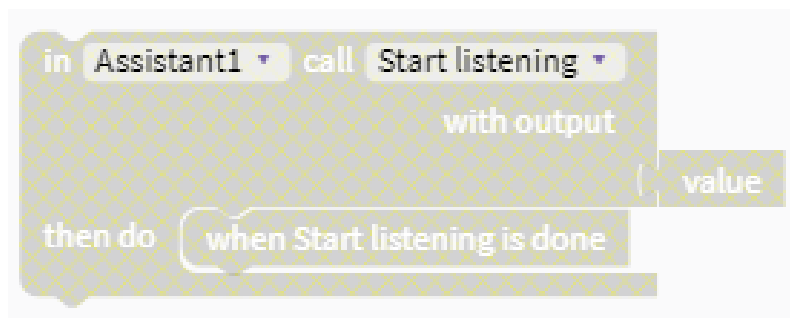 in Assistant1 call Start listening
with output
value
then do when Start listening is done